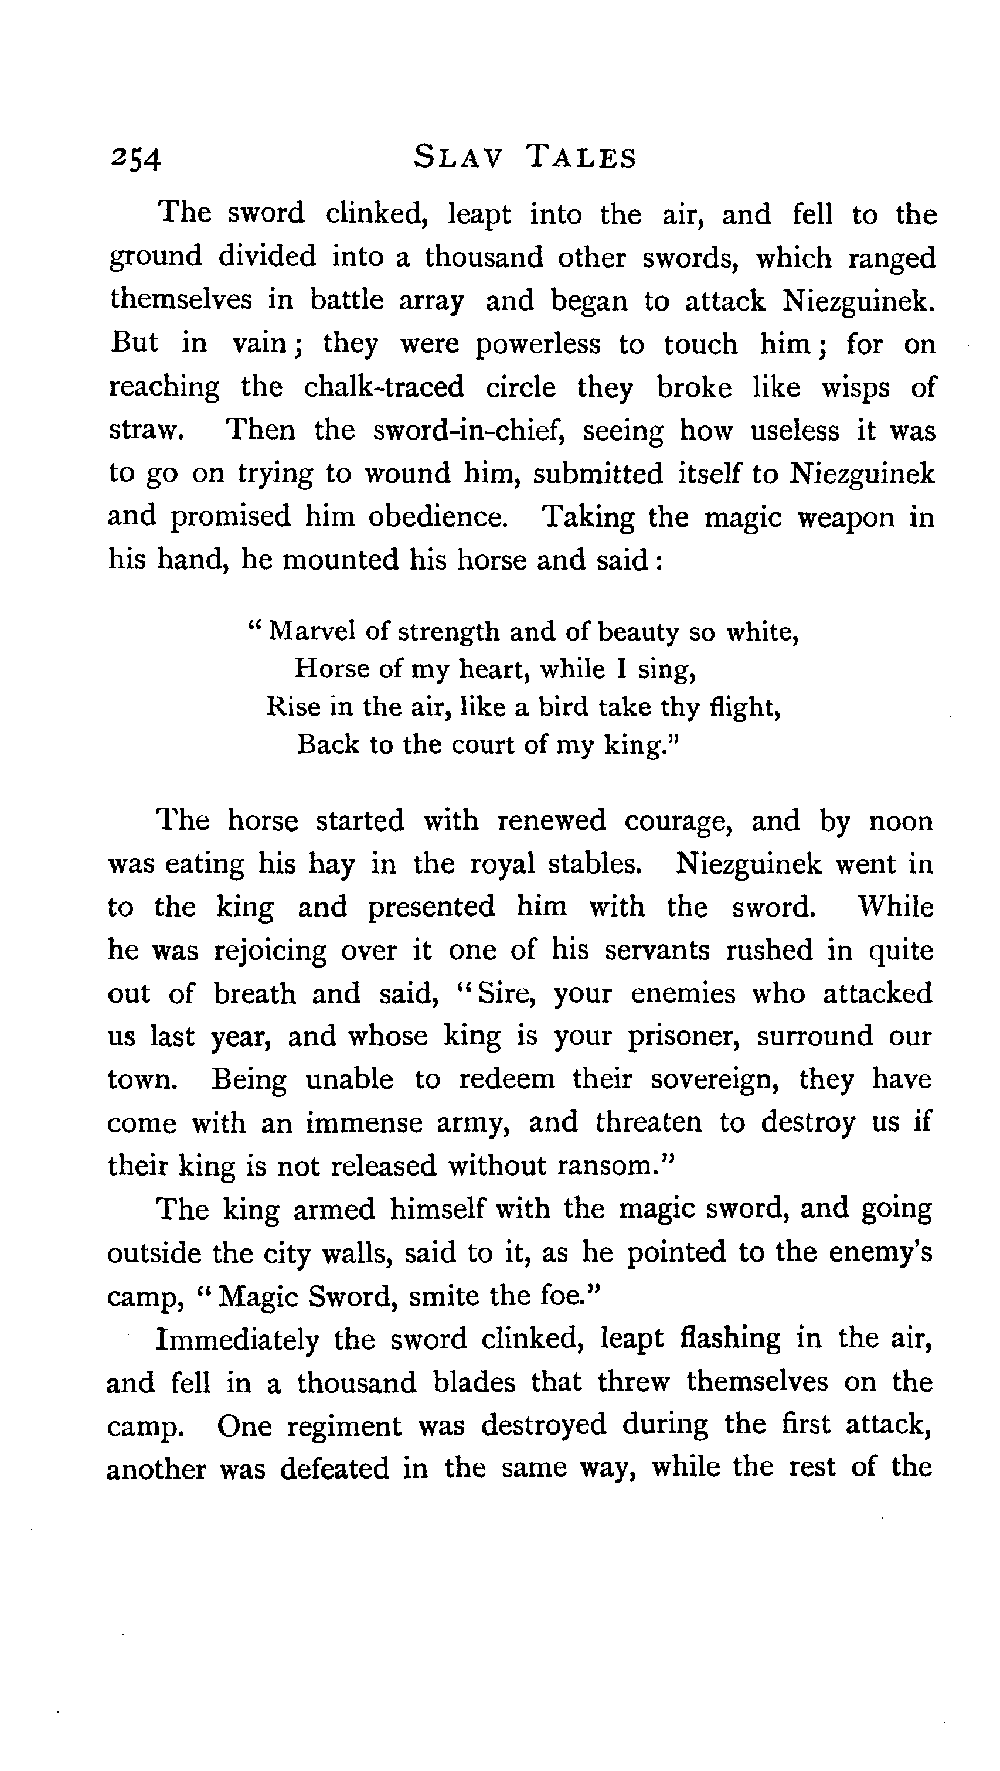 254 SLAV TALES
The sword clinked, leapt into the air, and fell to the
ground divided into a thousand other swords, which ranged
themselves in battle array and began to attack Niezguinek.
But in vain; they were powerless to touch him; for on
reaching the chalk-traced circle they broke like wisps of
straw. Then the sword-in-chief, seeing how useless it was
to go on trying to wound him, submitted itself to Niezguinek
and promised him obedience. Taking the magic weapon in
his hand, he mounted his horse and said:
“Marvel of strength and of beauty so white,
Horse of my heart, while I sing,
Rise in the air, like a bird take thy flight,
Back to the court of my king.”
The horse started with renewed courage, and by noon
was eating his hay in the royal stables. Niezguinek went in
to the king and presented him with the sword. While
he was rejoicing over it one of his servants rushed in quite
out of breath and said, “Sire, your enemies who attacked
us last year, and whose king is your prisoner, surround our
town. Being unable to redeem their sovereign, they have
come with an immense army, and threaten to destroy us if
their king is not released without ransom.”
The king armed himself with the magic sword, and going
outside the city walls, said to it, as he pointed to the enemy’s
camp, “Magic Sword, smite the foe.”
Immediately the sword clinked, leapt flashing in the air,
and fell in a thousand blades that threw themselves on the
camp. One regiment was destroyed during the first attack,
another was defeated in the same way, while the rest of the